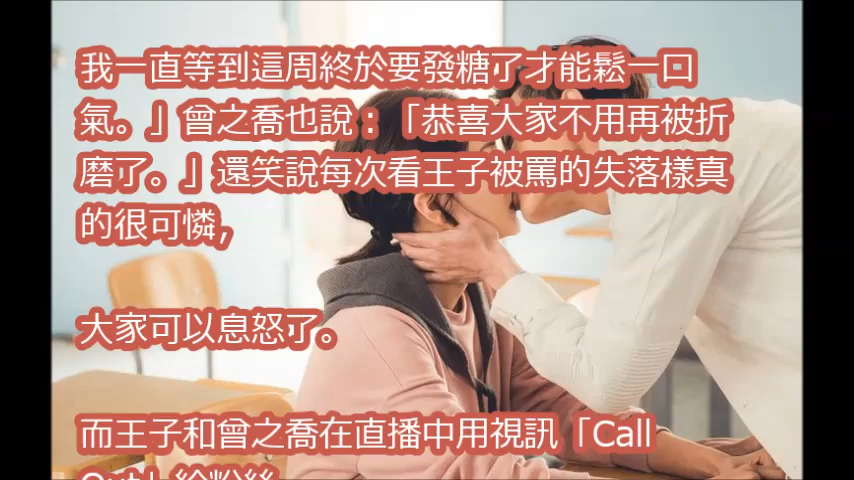 我一直等到這周終於要發糖了才能鬆一口
氣。」曾之喬也說：「恭喜大家不用再被折
磨了。」還笑說每次看王子被罵的失落樣真
的很可憐，
大家可以息怒了。
而王子和曾之喬在直播中用視訊「Call
Out」給粉絲